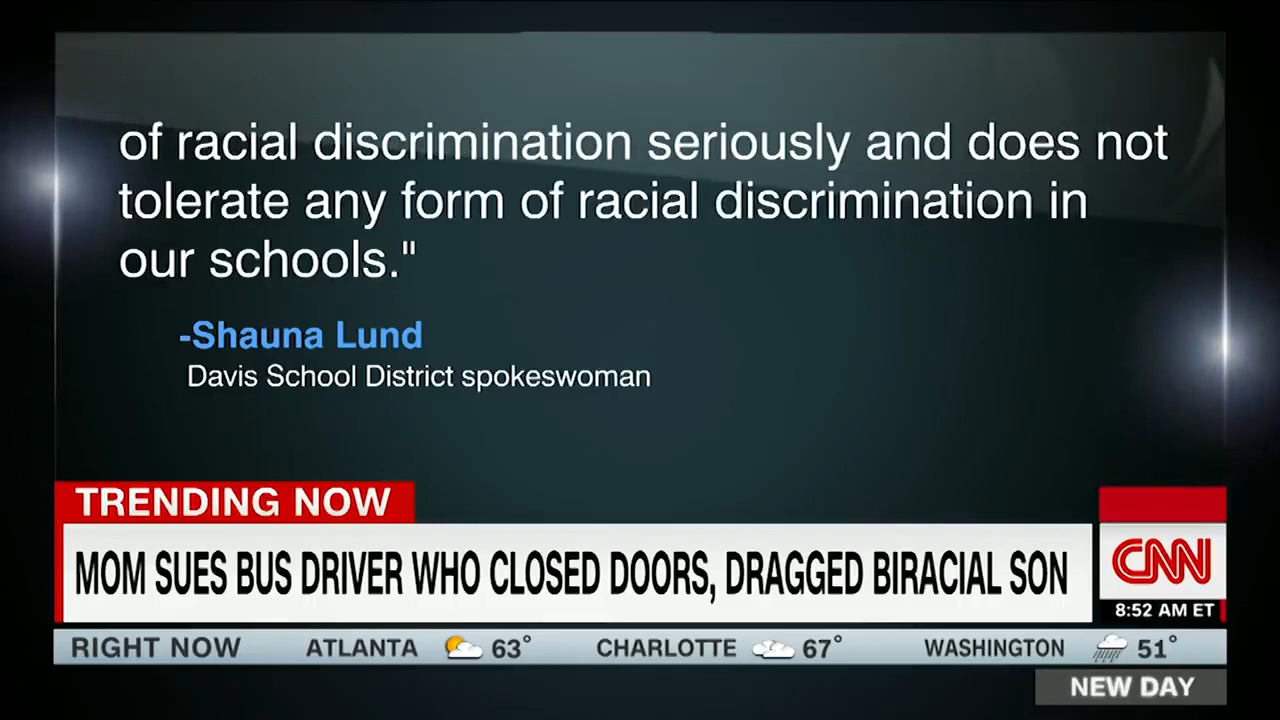 of racial discrimination seriously and does not
tolerate any form of racial discrimination in
our schools."
-Shauna Lund
Davis School District spokeswoman
TRENDING NOW
MOM SUES BUS DRIVER WHO CLOSED DOORS, DRAGGED BIRACIAL SON
CNN
8:52 AM ET
RIGHT NOW ATLANTA 63° CHARLOTTE 67° WASHINGTON 51°
NEW DAY